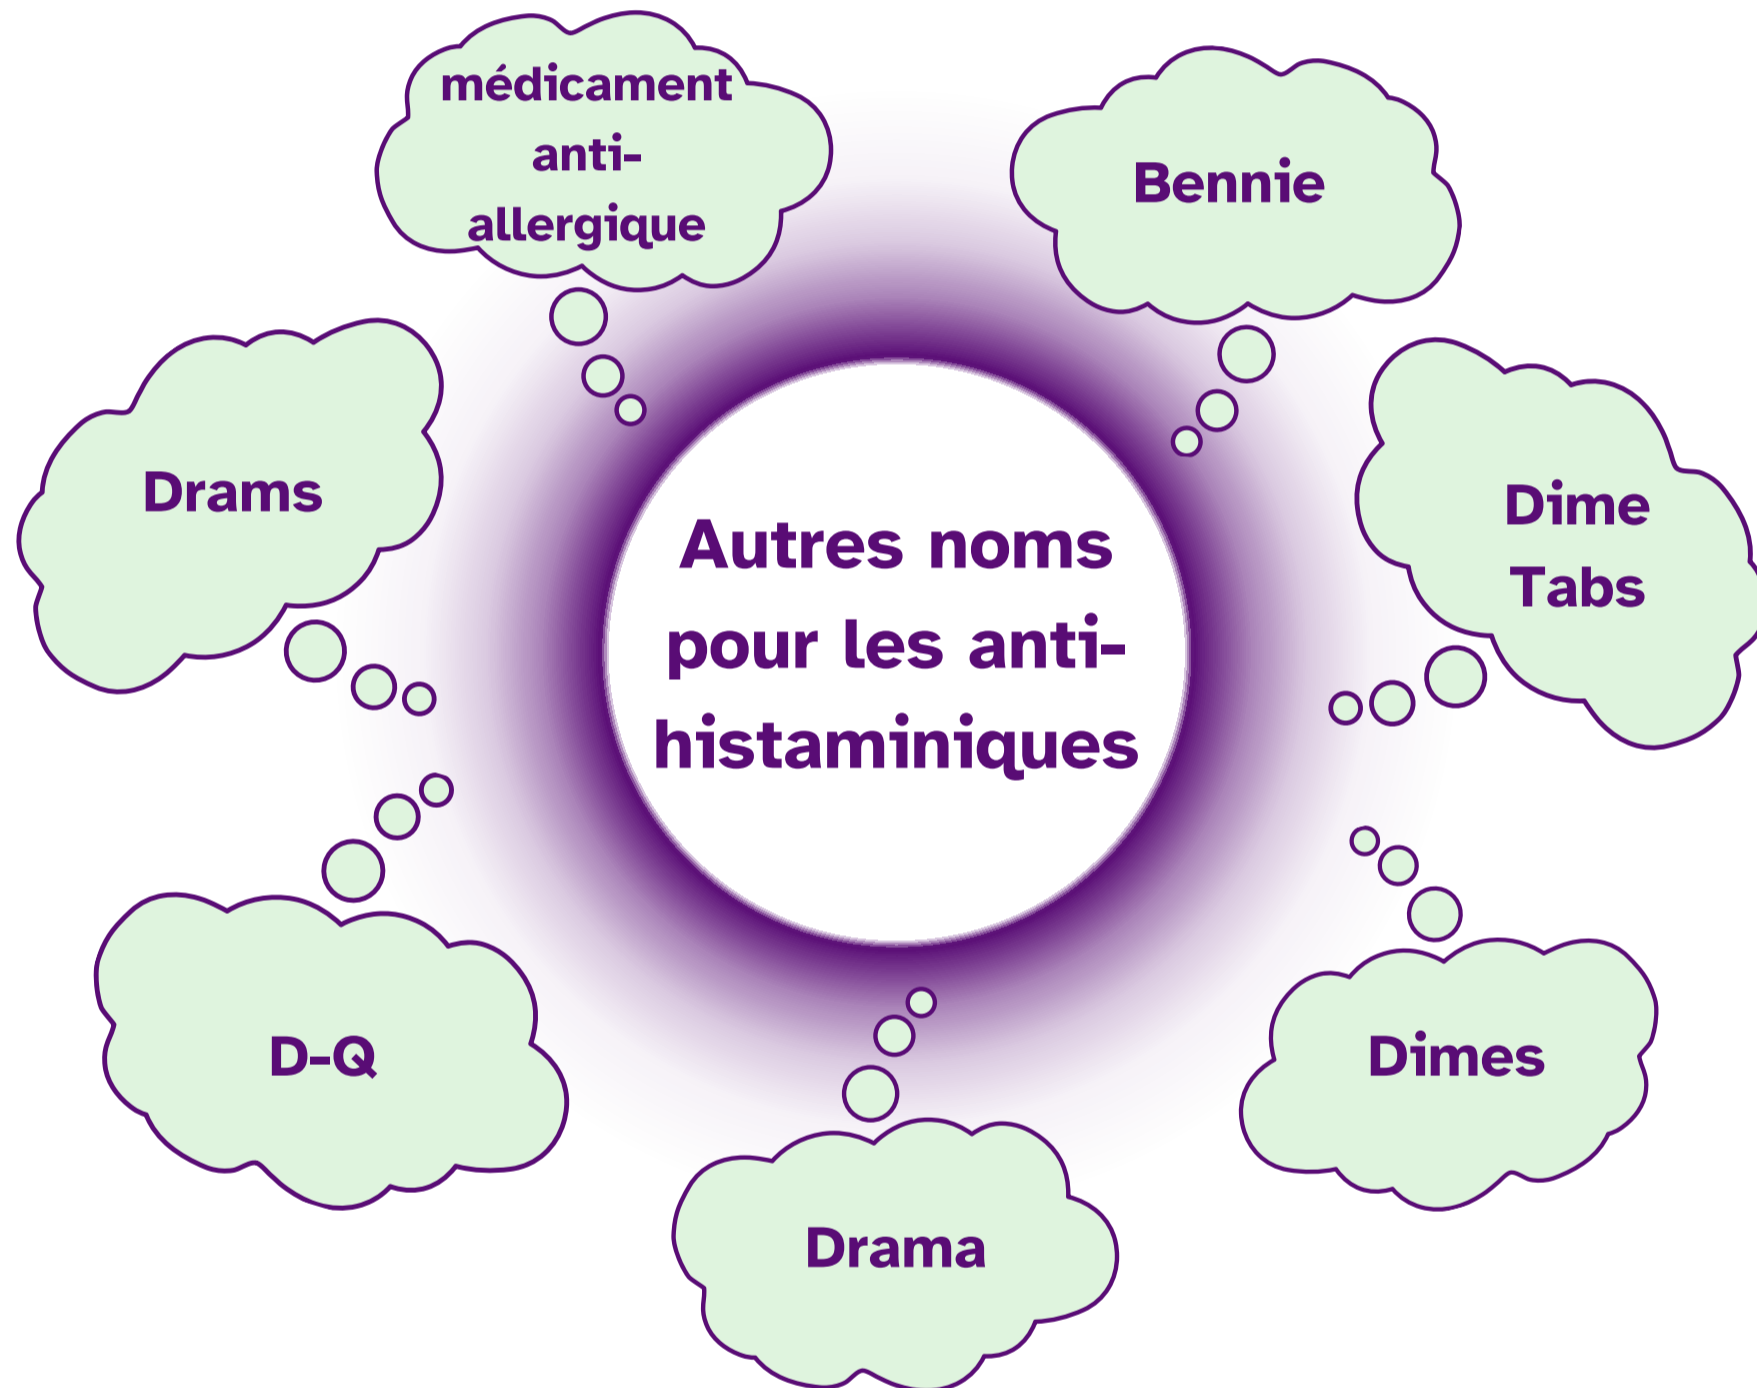 médicament
anti-
allergique
Bennie
Drams
Dime
Tabs
Autres noms
pour les anti-
histaminiques
D-Q
Dimes
Drama